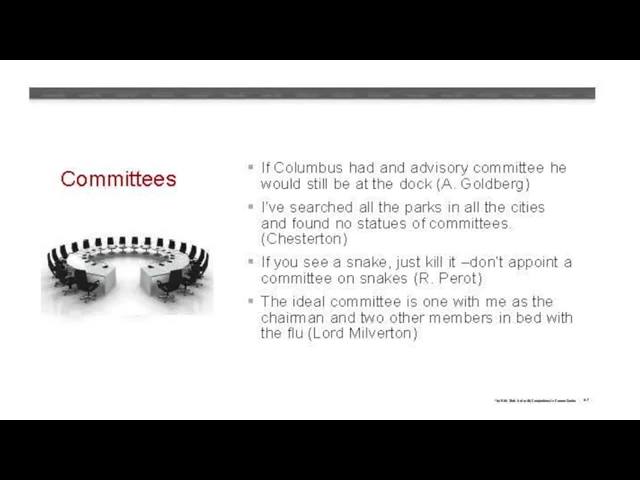 Committees
If Columbus had and advisory committee he
would still be at the dock (A. Goldberg)
I've searched all the parks in all the cities
and found no statues of committees.
(Chesterton)
If you see a snake, just kill it –don't appoint a
committee on snakes (R. Perot)
The ideal committee is one with me as the
chairman and two other members in bed with
the flu (Lord Milverton)